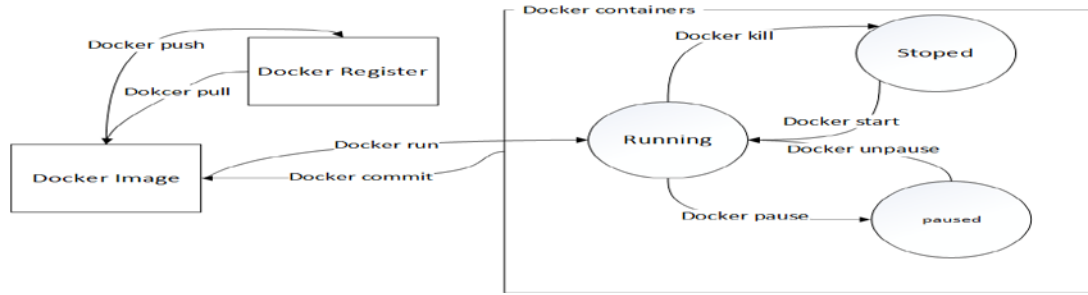 Docker containers
Docker push
Docker kill
Stoped
Docker Register
Dokcer pull
Docker start
Running
Docker run
Docker unpause
Docker Image
Docker commit
Docker pause
paused